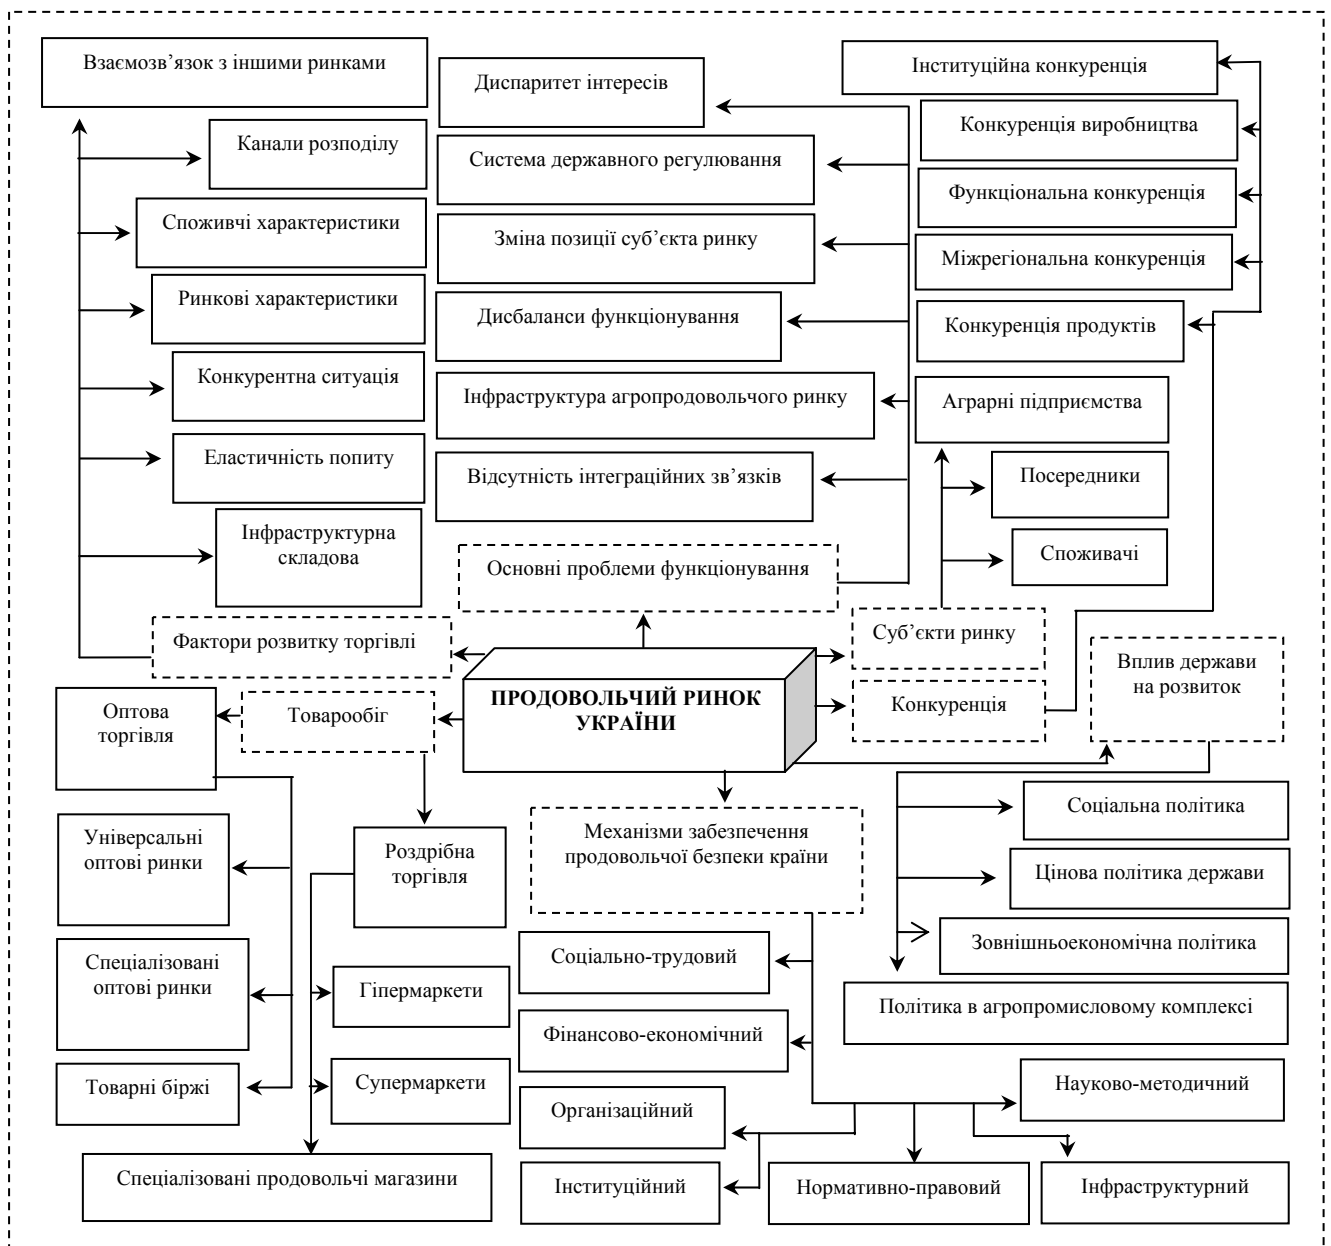 Взаємозв’язок з іншими ринками
Канали розподілу
Споживчі характеристики
Ринкові характеристики
Конкурентна ситуація
Еластичність попиту
Інфраструктурна
складова
Фактори розвитку торгівлі
Диспаритет інтересів
Система державного регулювання
Зміна позиції суб’єкта ринку
Дисбаланси функціонування
Інфраструктура агропродовольчого ринку
Відсутність інтеграційних зв’язків
Основні проблеми функціонування
Інституційна конкуренція
Конкуренція виробництва
Функціональна конкуренція
Міжрегіональна конкуренція
Конкуренція продуктів
Аграрні підприємства
Посередники
Споживачі
Суб’єкти ринку
Конкуренція
Вплив держави
на розвиток
ПРОДОВОЛЬЧИЙ РИНОК
УКРАЇНИ
Товарообіг
Оптова
торгівля
Універсальні
оптові ринки
Спеціалізовані
оптові ринки
Товарні біржі
Роздрібна
торгівля
Гіпермаркети
Супермаркети
Спеціалізовані продовольчі магазини
Механізми забезпечення
продовольчої безпеки країни
Соціально-трудовий
Фінансово-економічний
Організаційний
Інституційний
Нормативно-правовий
Інфраструктурний
Науково-методичний
Соціальна політика
Цінова політика держави
Зовнішньоекономічна політика
Політика в агропромисловому комплексі